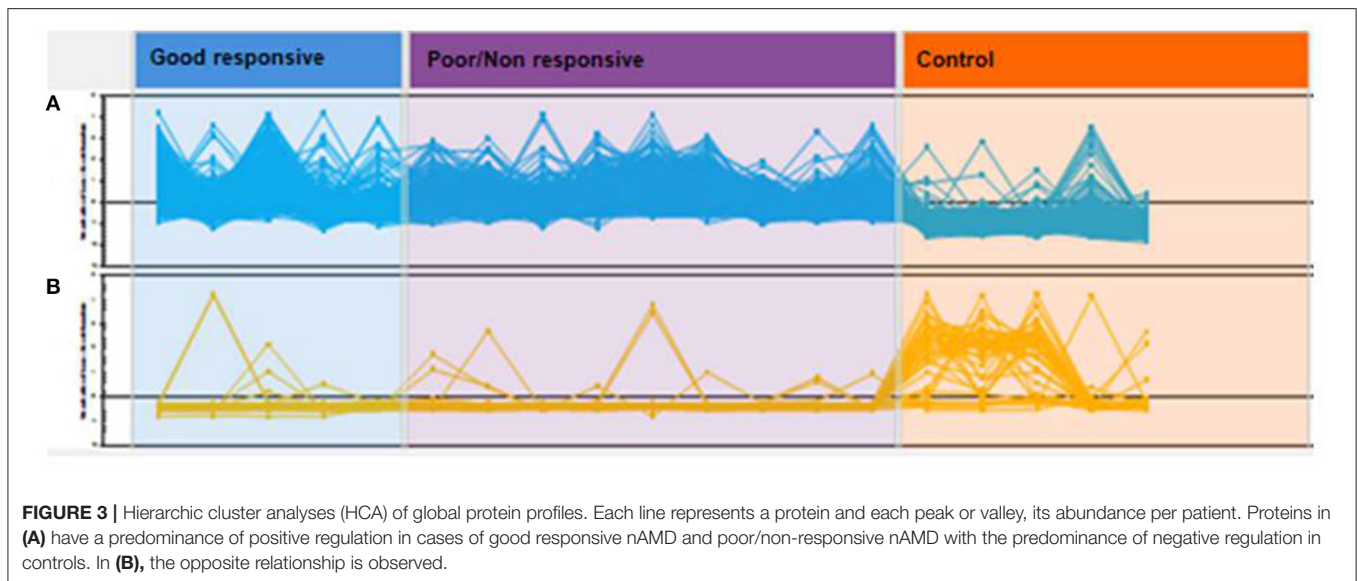 Good responsive
Poor/Non responsive
Control
A
B
FIGURE 3 | Hierarchic cluster analyses (HCA) of global protein profiles. Each line represents a protein and each peak or valley, its abundance per patient. Proteins in
(A) have a predominance of positive regulation in cases of good responsive nAMD and poor/non-responsive nAMD with the predominance of negative regulation in
controls. In (B), the opposite relationship is observed.